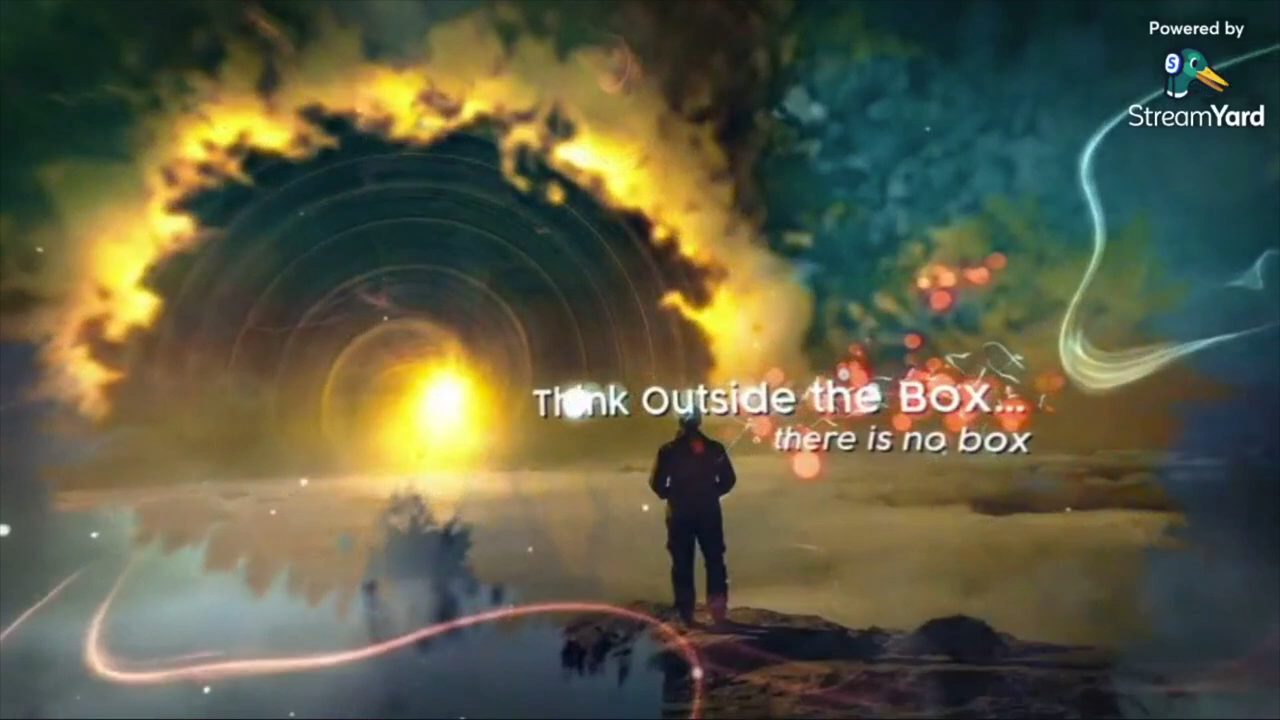 Powered by
StreamYard
Think Outside the Box...
there is no box